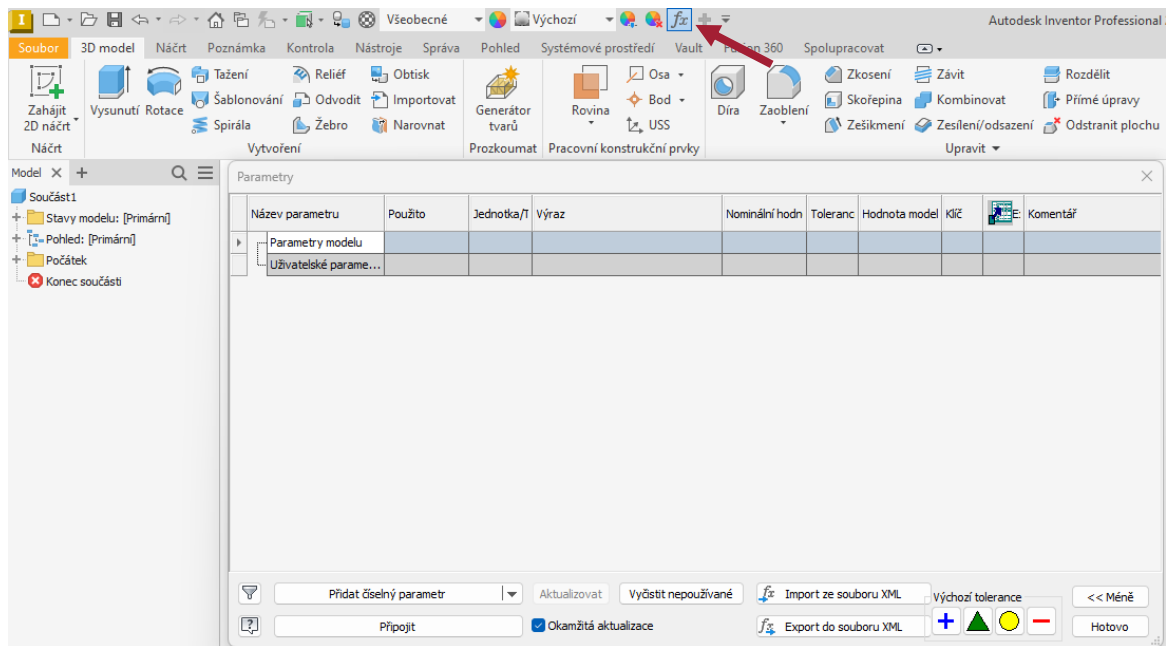 I Všeobecné Výchozí fx Autodesk Inventor Professional
Soubor 3D model Náčrt Poznámka Kontrola Nástroje Správa Pohled Systémové prostředí Vault Fusion 360 Spolupracovat
Tažení Reliéf Obtisk Osa Zkosení Závit Rozdělit
Zahájit 2D náčrt Vysunutí Rotace Šablonování Odvodit Importovat Generátor tvarů Rovina Bod Díra Zaoblení Skořepina Kombinovat Přímé úpravy
Spirála Žebro Narovnat USS Zešikmení Zesílení/odsazení Odstranit plochu
Náčrt Vytvoření Prozkoumat Pracovní konstrukční prvky Upravit
Model × +
Součást1
Stavy modelu: [Primární]
Pohled: [Primární]
Počátek
Konec součásti
Parametry
Název parametru Použito Jednotka/T Výraz Nominální hodn Toleranc Hodnota model Klíč E: Komentář
Parametry modelu
Uživatelské parame...
Přidat číselný parametr Aktualizovat Vyčistit nepoužívané fx Import ze souboru XML Výchozí tolerance << Méně
? Připojit Okamžitá aktualizace fx Export do souboru XML Hotovo